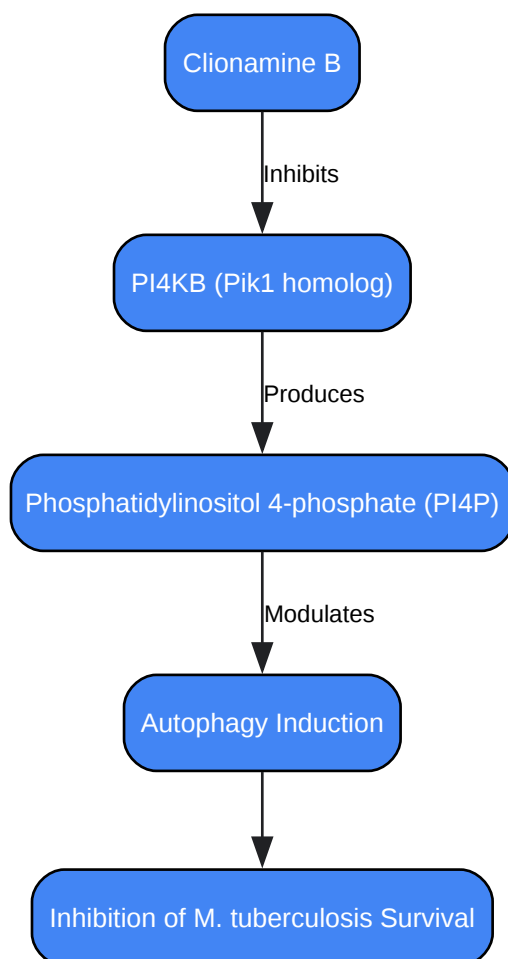 Clionamine B
Inhibits
PI4KB (Pik1 homolog)
Produces
Phosphatidylinositol 4-phosphate (PI4P)
Modulates
Autophagy Induction
Inhibition of M. tuberculosis Survival